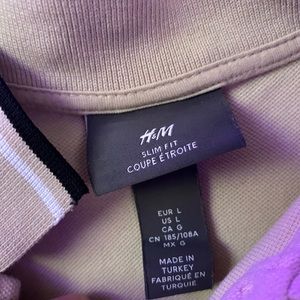 H&M
SLIM FIT
COUPE ÉTROITE
EUR L
US L
CA G
CN 185/108A
MX G
MADE IN
TURKEY
FABRIQUÉ EN
TURQUIE